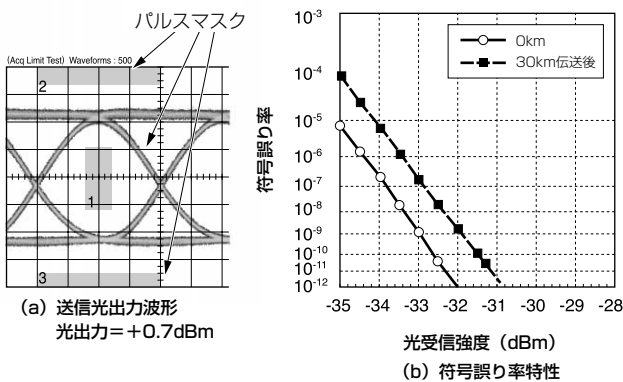 パルスマスク
(Acq Limit Test) Waveforms : 500
2
1
3
(a) 送信光出力波形
光出力＝＋0.7dBm
符号誤り率
10-3
10-4
10-5
10-6
10-7
10-8
10-9
10-10
10-11
10-12
0km
30km伝送後
-35 -34 -33 -32 -31 -30 -29 -28
光受信強度（dBm）
(b) 符号誤り率特性